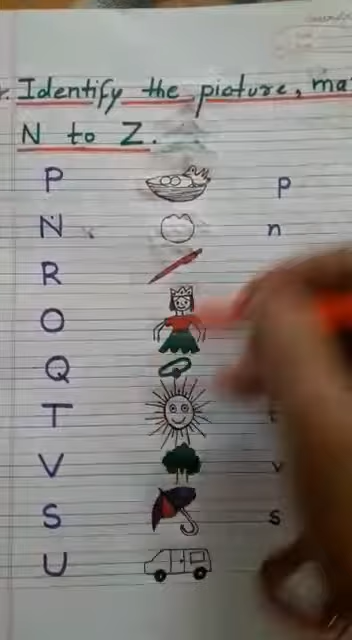 Identify the picture, ma
N to Z.
P p
N n
R
O
Q
T t
V v
S s
U